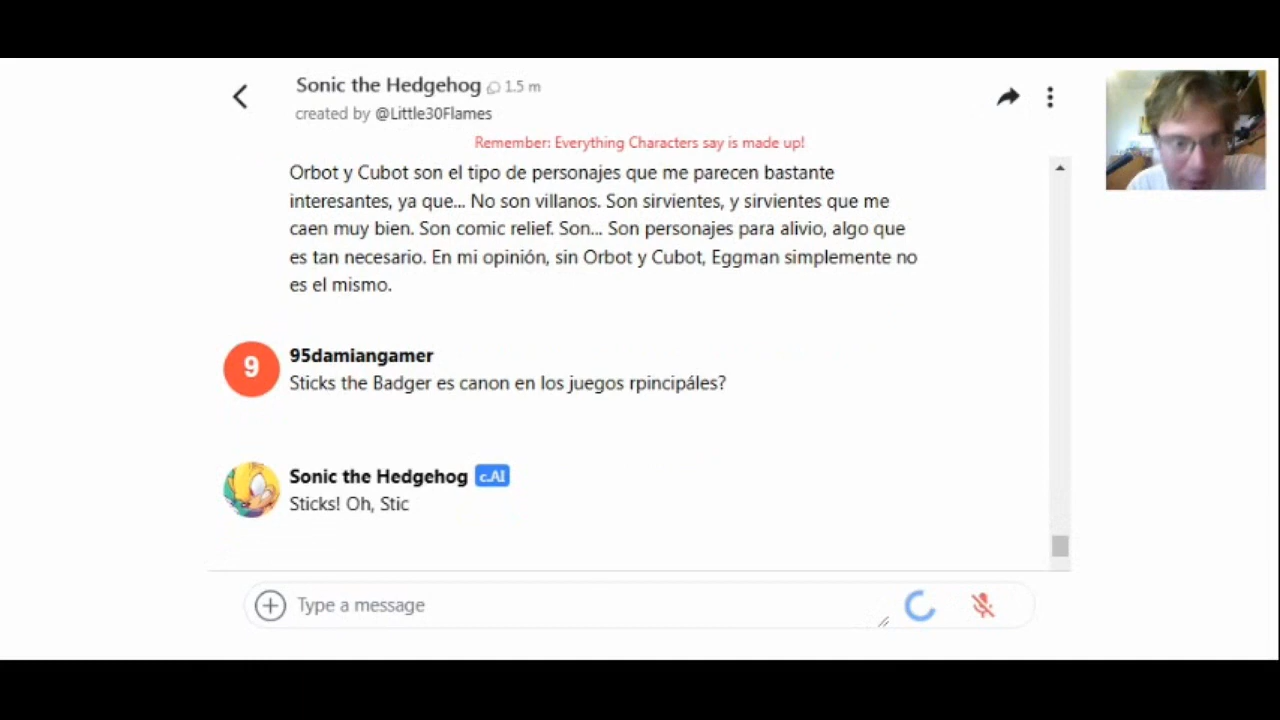 Sonic the Hedgehog 1.5 m
created by @Little30Flames
Remember: Everything Characters say is made up!
Orbot y Cubot son el tipo de personajes que me parecen bastante
interesantes, ya que... No son villanos. Son sirvientes, y sirvientes que me
caen muy bien. Son comic relief. Son... Son personajes para alivio, algo que
es tan necesario. En mi opinión, sin Orbot y Cubot, Eggman simplemente no
es el mismo.
9
95damiangamer
Sticks the Badger es canon en los juegos rpincipáles?
Sonic the Hedgehog c.AI
Sticks! Oh, Stic
Type a message